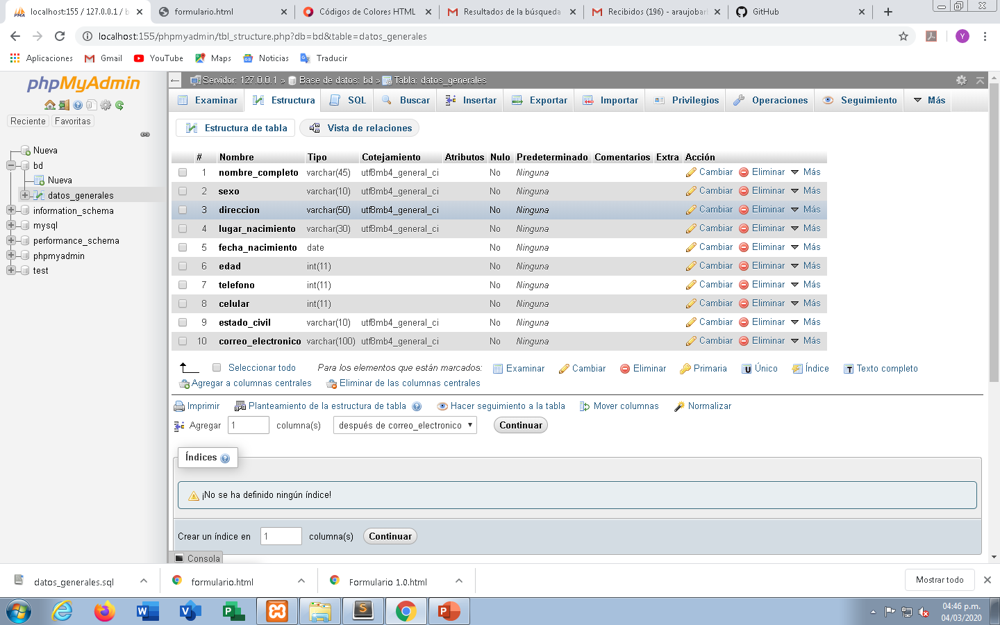 localhost:155 / 127.0.0.1 / b
formulario.html
Códigos de Colores HTML
Resultados de la búsqueda
Recibidos (196) - araujobar
GitHub
localhost:155/phpmyadmin/tbl_structure.php?db=bd&table=datos_generales
Y
Aplicaciones Gmail YouTube Maps Noticias Traducir
phpMyAdmin
Reciente Favoritas
Nueva
bd
Nueva
datos_generales
information_schema
mysql
performance_schema
phpmyadmin
test
Servidor: 127.0.0.1 » Base de datos: bd » Tabla: datos_generales
Examinar Estructura SQL Buscar Insertar Exportar Importar Privilegios Operaciones Seguimiento Más
Estructura de tabla Vista de relaciones
# Nombre Tipo Cotejamiento Atributos Nulo Predeterminado Comentarios Extra Acción
1 nombre_completo varchar(45) utf8mb4_general_ci No Ninguna Cambiar Eliminar Más
2 sexo varchar(10) utf8mb4_general_ci No Ninguna Cambiar Eliminar Más
3 direccion varchar(50) utf8mb4_general_ci No Ninguna Cambiar Eliminar Más
4 lugar_nacimiento varchar(30) utf8mb4_general_ci No Ninguna Cambiar Eliminar Más
5 fecha_nacimiento date No Ninguna Cambiar Eliminar Más
6 edad int(11) No Ninguna Cambiar Eliminar Más
7 telefono int(11) No Ninguna Cambiar Eliminar Más
8 celular int(11) No Ninguna Cambiar Eliminar Más
9 estado_civil varchar(10) utf8mb4_general_ci No Ninguna Cambiar Eliminar Más
10 correo_electronico varchar(100) utf8mb4_general_ci No Ninguna Cambiar Eliminar Más
Seleccionar todo Para los elementos que están marcados: Examinar Cambiar Eliminar Primaria Único Índice Texto completo
Agregar a columnas centrales Eliminar de las columnas centrales
Imprimir Planteamiento de la estructura de tabla Hacer seguimiento a la tabla Mover columnas Normalizar
Agregar 1 columna(s) después de correo_electronico Continuar
Índices
¡No se ha definido ningún índice!
Crear un índice en 1 columna(s) Continuar
Consola
datos_generales.sql formulario.html Formulario 1.0.html Mostrar todo
04:46 p.m.
04/03/2020